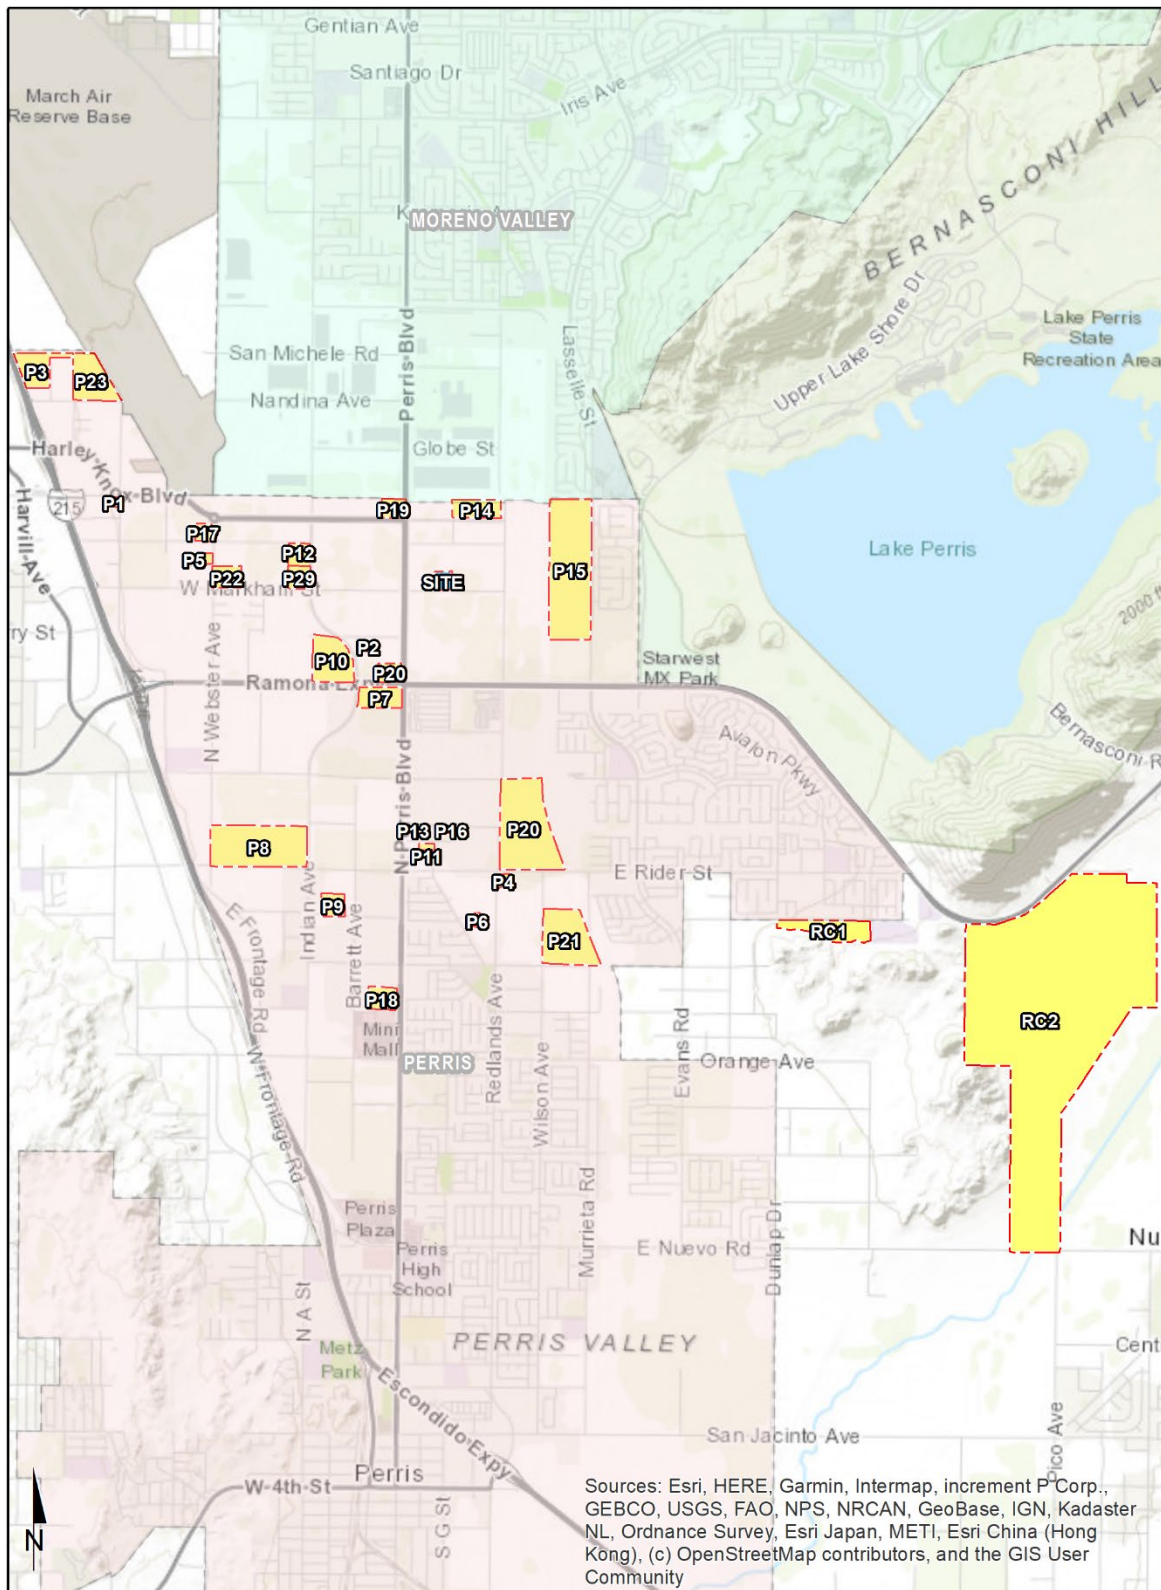 Gentian Ave
Santiago Dr
Iris Ave
March Air
Reserve Base
BERNASCONI HILL
MORENO VALLEY
Perris Blvd
Upper Lake Shore Dr
Lake Perris
State
Recreation Area
San Michele Rd
Lasselle St
P3
P23
Nandina Ave
Harley Knox Blvd
Globe St
215
P1
P19
P14
Harvill Ave
P17
P5
P12
Lake Perris
P22
P29
SITE
P15
W Markham St
2000 ft
ry St
P2
P10
P20
Starwest
MX Park
Ramona Expy
P7
N Webster Ave
Bernasconi R
Avalon Pkwy
N Perris Blvd
P13
P16
P20
P8
P11
E Rider St
P4
Indian Ave
P9
P6
RC1
E Frontage Rd
Barrett Ave
P21
P18
RC2
Mini
Mall
Redlands Ave
Evans Rd
PERRIS
Orange Ave
Wilson Ave
W Frontage Rd
Perris
Plaza
Murrieta Rd
Dunlap Dr
E Nuevo Rd
Nu
Perris
High
School
N A St
PERRIS VALLEY
Metz
Park
Cent
Escondido Expy
San Jacinto Ave
Pico Ave
Perris
W 4th St
S G St
N
Sources: Esri, HERE, Garmin, Intermap, increment P Corp.,
GEBCO, USGS, FAO, NPS, NRCAN, GeoBase, IGN, Kadaster
NL, Ordnance Survey, Esri Japan, METI, Esri China (Hong
Kong), (c) OpenStreetMap contributors, and the GIS User
Community